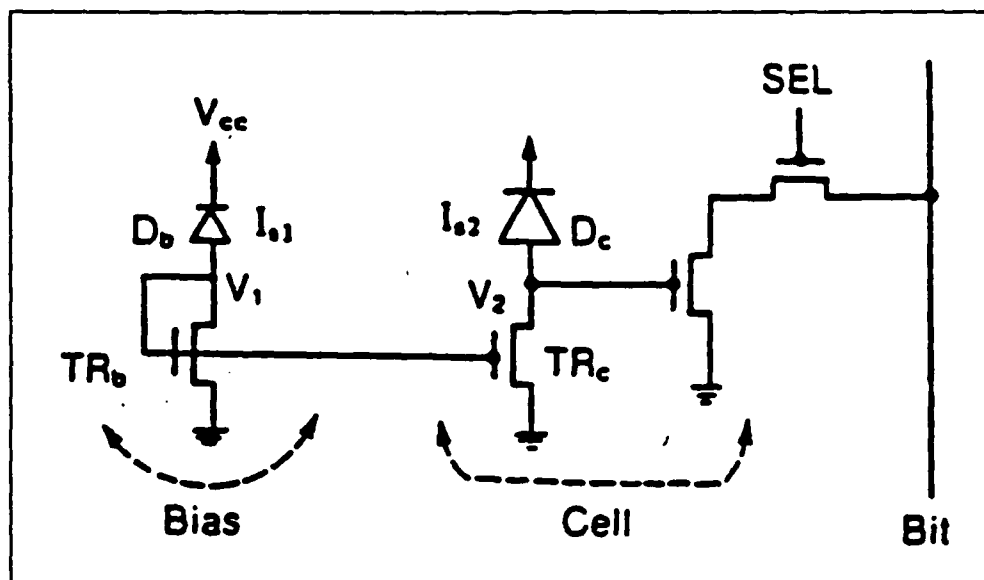 SEL
Vcc
Db Is1
Is2 Dc
V1
V2
TRb
TRc
Bias
Cell
Bit